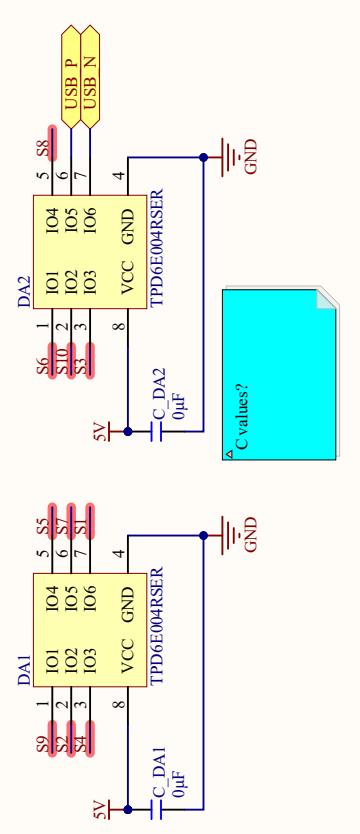 DA1
S9
1
IO1
IO4
5
S5
S2
2
IO2
IO5
6
S7
S4
3
IO3
IO6
7
S1
5V
8
VCC
GND
4
TPD6E004RSER
C_DA1
0µF
GND
DA2
S6
1
IO1
IO4
5
S8
S10
2
IO2
IO5
6
USB_P
S3
3
IO3
IO6
7
USB_N
5V
8
VCC
GND
4
TPD6E004RSER
C_DA2
0µF
GND
C values?